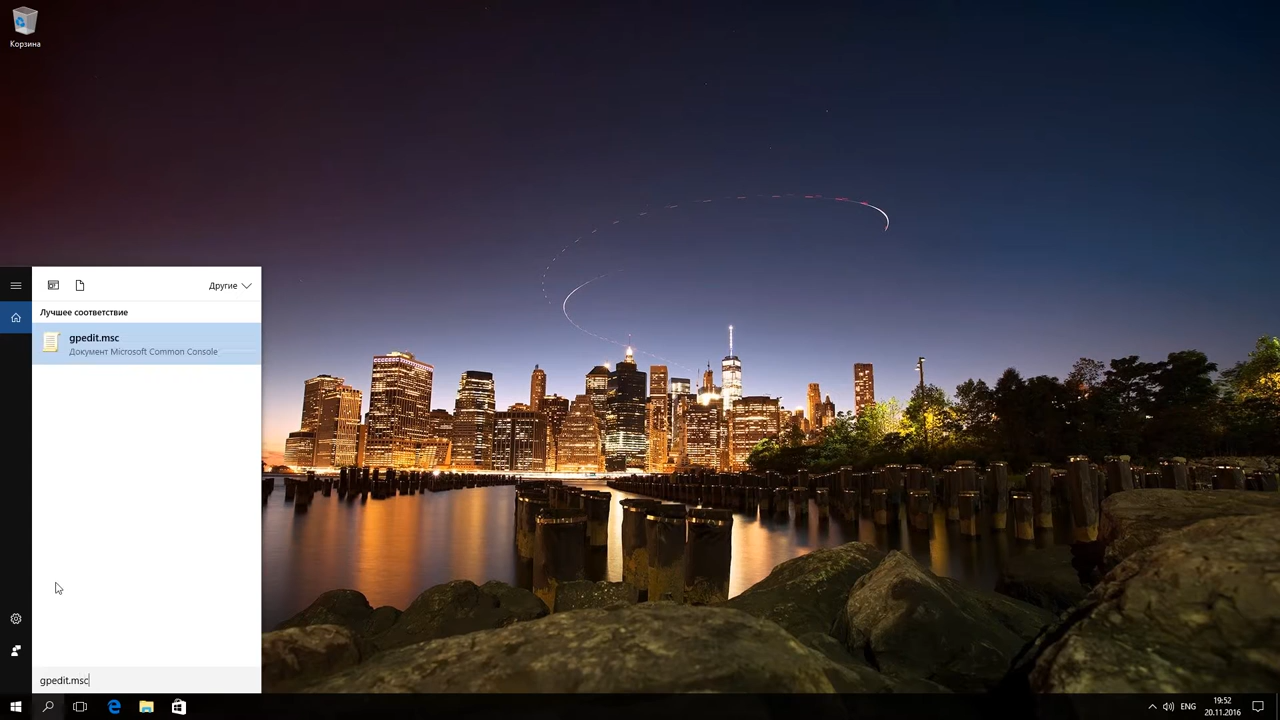 Корзина
Другие
Лучшее соответствие
gpedit.msc
Документ Microsoft Common Console
gpedit.msc
ENG
19:52
20.11.2016